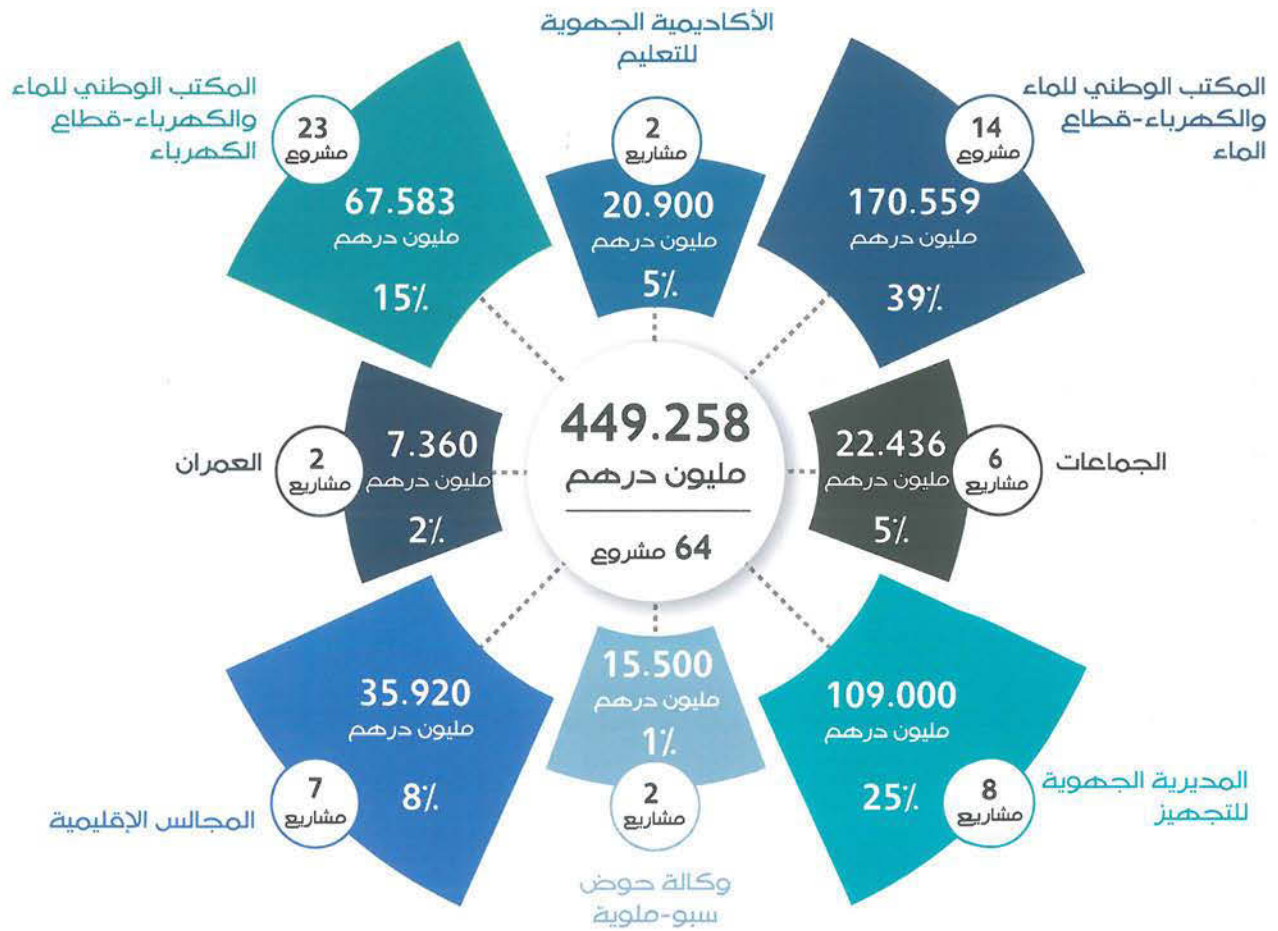 الأكاديمية الجهوية
للتعليم
2
مشاريع
20.900
مليون درهم
5٪
المكتب الوطني للماء
والكهرباء-قطاع
الماء
14
مشروع
170.559
مليون درهم
39٪
الجماعات
6
مشاريع
22.436
مليون درهم
5٪
المديرية الجهوية
للتجهيز
8
مشاريع
109.000
مليون درهم
25٪
15.500
مليون درهم
1٪
2
مشاريع
وكالة حوض
سبو-ملوية
المجالس الإقليمية
7
مشاريع
35.920
مليون درهم
8٪
العمران
2
مشاريع
7.360
مليون درهم
2٪
المكتب الوطني للماء
والكهرباء-قطاع
الكهرباء
23
مشروع
67.583
مليون درهم
15٪
449.258
مليون درهم
64 مشروع